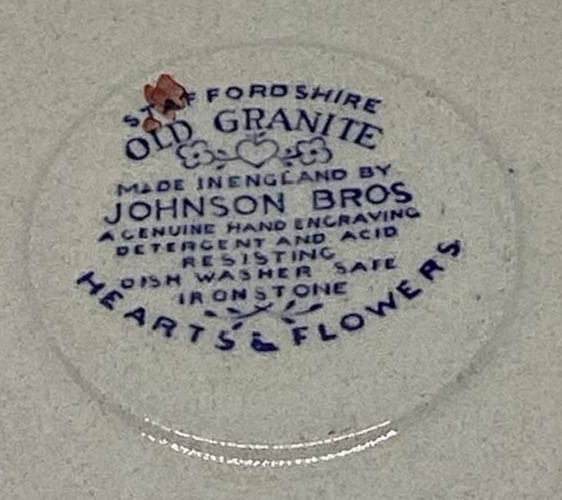 STAFFORDSHIRE
OLD GRANITE
MADE IN ENGLAND BY
JOHNSON BROS
A GENUINE HAND ENGRAVING
DETERGENT AND ACID
RESISTING
DISH WASHER SAFE
IRONSTONE
HEARTS & FLOWERS